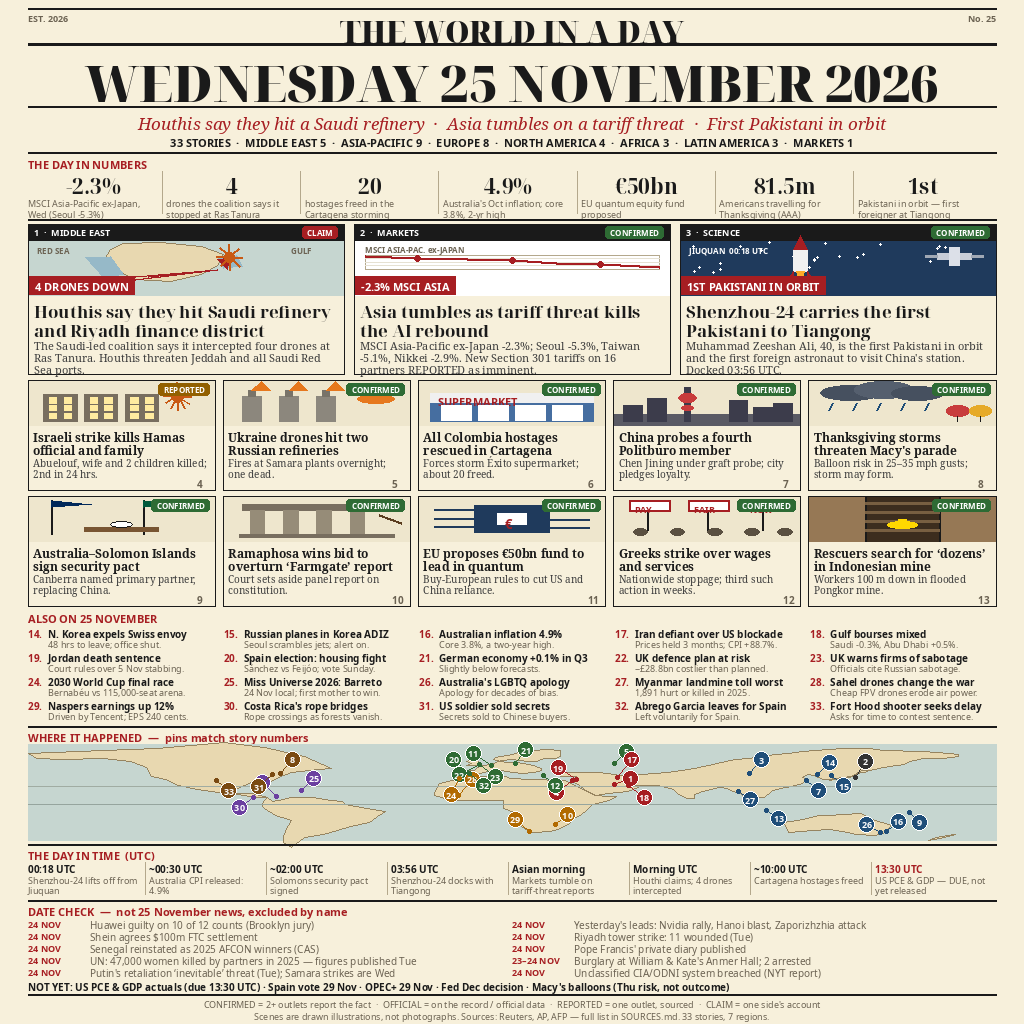 EST. 2026
No. 25
THE WORLD IN A DAY
WEDNESDAY 25 NOVEMBER 2026
Houthis say they hit a Saudi refinery · Asia tumbles on a tariff threat · First Pakistani in orbit
33 STORIES · MIDDLE EAST 5 · ASIA-PACIFIC 9 · EUROPE 8 · NORTH AMERICA 4 · AFRICA 3 · LATIN AMERICA 3 · MARKETS 1
THE DAY IN NUMBERS
-2.3%
MSCI Asia-Pacific ex-Japan,
Wed (Seoul -5.3%)
4
drones the coalition says it
stopped at Ras Tanura
20
hostages freed in the
Cartagena storming
4.9%
Australia's Oct inflation; core
3.8%, 2-yr high
€50bn
EU quantum equity fund
proposed
81.5m
Americans travelling for
Thanksgiving (AAA)
1st
Pakistani in orbit — first
foreigner at Tiangong
1 · MIDDLE EAST
CLAIM
RED SEA
GULF
4 DRONES DOWN
Houthis say they hit Saudi refinery
and Riyadh finance district
The Saudi-led coalition says it intercepted four drones at
Ras Tanura. Houthis threaten Jeddah and all Saudi Red
Sea ports.
2 · MARKETS
CONFIRMED
MSCI ASIA-PAC. ex-JAPAN
-2.3% MSCI ASIA
Asia tumbles as tariff threat kills
the AI rebound
MSCI Asia-Pacific ex-Japan -2.3%; Seoul -5.3%, Taiwan
-5.1%, Nikkei -2.9%. New Section 301 tariffs on 16
partners REPORTED as imminent.
3 · SCIENCE
CONFIRMED
JIUQUAN 00:18 UTC
1ST PAKISTANI IN ORBIT
Shenzhou-24 carries the first
Pakistani to Tiangong
Muhammad Zeeshan Ali, 40, is the first Pakistani in orbit
and the first foreign astronaut to visit China's station.
Docked 03:56 UTC.
REPORTED
Israeli strike kills Hamas
official and family
Abuelouf, wife and 2 children killed;
2nd in 24 hrs.
4
CONFIRMED
Ukraine drones hit two
Russian refineries
Fires at Samara plants overnight;
one dead.
5
CONFIRMED
SUPERMARKET
All Colombia hostages
rescued in Cartagena
Forces storm Éxito supermarket;
about 20 freed.
6
CONFIRMED
China probes a fourth
Politburo member
Chen Jining under graft probe; city
pledges loyalty.
7
CONFIRMED
Thanksgiving storms
threaten Macy's parade
Balloon risk in 25–35 mph gusts;
storm may form.
8
CONFIRMED
Australia–Solomon Islands
sign security pact
Canberra named primary partner,
replacing China.
9
CONFIRMED
Ramaphosa wins bid to
overturn ‘Farmgate’ report
Court sets aside panel report on
constitution.
10
CONFIRMED
€
EU proposes €50bn fund to
lead in quantum
Buy-European rules to cut US and
China reliance.
11
PAY
FAIR
CONFIRMED
Greeks strike over wages
and services
Nationwide stoppage; third such
action in weeks.
12
CONFIRMED
Rescuers search for ‘dozens’
in Indonesian mine
Workers 100 m down in flooded
Pongkor mine.
13
ALSO ON 25 NOVEMBER
14. N. Korea expels Swiss envoy
48 hrs to leave; office shut.
15. Russian planes in Korea ADIZ
Seoul scrambles jets; alert on.
16. Australian inflation 4.9%
Core 3.8%, a two-year high.
17. Iran defiant over US blockade
Prices held 3 months; CPI +88.7%.
18. Gulf bourses mixed
Saudi -0.3%, Abu Dhabi +0.5%.
19. Jordan death sentence
Court rules over 5 Nov stabbing.
20. Spain election: housing fight
Sánchez vs Feijóo; vote Sunday.
21. German economy +0.1% in Q3
Slightly below forecasts.
22. UK defence plan at risk
~£28.8bn costlier than planned.
23. UK warns firms of sabotage
Officials cite Russian sabotage.
24. 2030 World Cup final race
Bernabéu vs 115,000-seat arena.
25. Miss Universe 2026: Barreto
24 Nov local; first mother to win.
26. Australia's LGBTQ apology
Apology for decades of bias.
27. Myanmar landmine toll worst
1,891 hurt or killed in 2025.
28. Sahel drones change the war
Cheap FPV drones erode air power.
29. Naspers earnings up 12%
Driven by Tencent; EPS 240 cents.
30. Costa Rica's rope bridges
Rope crossings as forests vanish.
31. US soldier sold secrets
Secrets sold to Chinese buyers.
32. Abrego Garcia leaves for Spain
Left voluntarily for Spain.
33. Fort Hood shooter seeks delay
Asks for time to contest sentence.
WHERE IT HAPPENED — pins match story numbers
8
33
31
25
30
20
11
21
23
32
24
28
19
12
17
1
18
29
10
3
14
2
7
15
27
13
26
16
9
THE DAY IN TIME (UTC)
00:18 UTC
Shenzhou-24 lifts off from
Jiuquan
~00:30 UTC
Australia CPI released:
4.9%
~02:00 UTC
Solomons security pact
signed
03:56 UTC
Shenzhou-24 docks with
Tiangong
Asian morning
Markets tumble on
tariff-threat reports
Morning UTC
Houthi claims; 4 drones
intercepted
~10:00 UTC
Cartagena hostages freed
13:30 UTC
US PCE & GDP — DUE, not
yet released
DATE CHECK — not 25 November news, excluded by name
24 NOV Huawei guilty on 10 of 12 counts (Brooklyn jury)
24 NOV Shein agrees $100m FTC settlement
24 NOV Senegal reinstated as 2025 AFCON winners (CAS)
24 NOV UN: 47,000 women killed by partners in 2025 — figures published Tue
24 NOV Putin's retaliation ‘inevitable’ threat (Tue); Samara strikes are Wed
24 NOV Yesterday's leads: Nvidia rally, Hanoi blast, Zaporizhzhia attack
24 NOV Riyadh tower strike: 11 wounded (Tue)
24 NOV Pope Francis' private diary published
23–24 NOV Burglary at William & Kate's Anmer Hall; 2 arrested
24 NOV Unclassified CIA/ODNI system breached (NYT report)
NOT YET: US PCE & GDP actuals (due 13:30 UTC) · Spain vote 29 Nov · OPEC+ 29 Nov · Fed Dec decision · Macy's balloons (Thu risk, not outcome)
CONFIRMED = 2+ outlets report the fact · OFFICIAL = on the record / official data · REPORTED = one outlet, sourced · CLAIM = one side's account
Scenes are drawn illustrations, not photographs. Sources: Reuters, AP, AFP — full list in SOURCES.md. 33 stories, 7 regions.